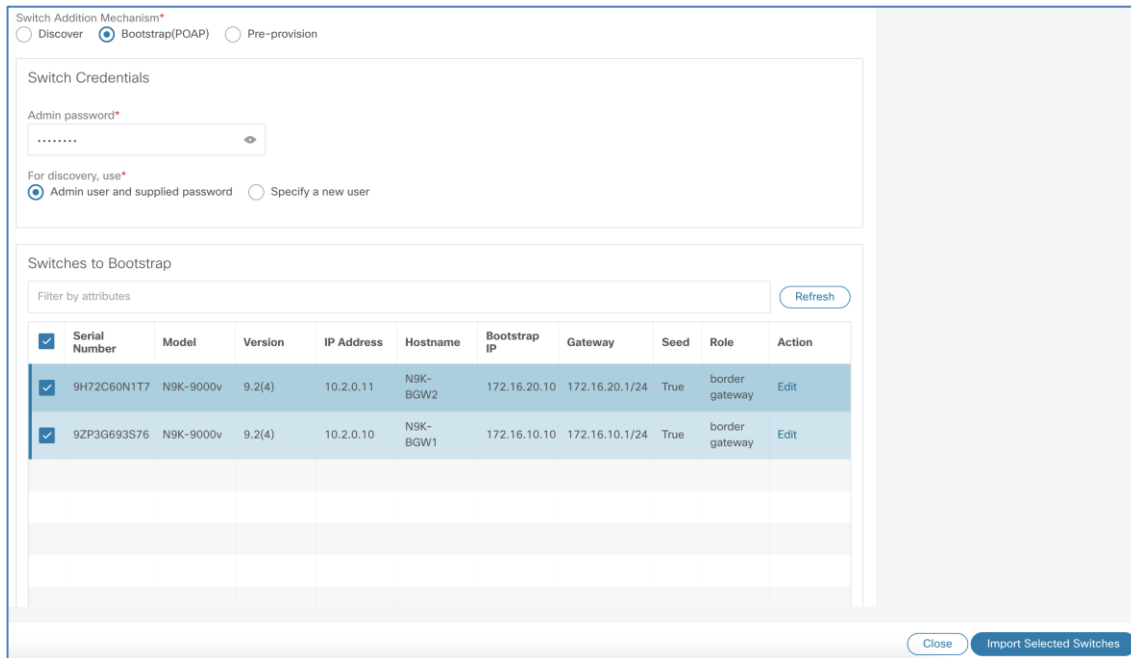 Switch Addition Mechanism*
Discover Bootstrap(POAP) Pre-provision
Switch Credentials
Admin password*
········
For discovery, use*
Admin user and supplied password Specify a new user
Switches to Bootstrap
Filter by attributes Refresh
Serial Number Model Version IP Address Hostname Bootstrap IP Gateway Seed Role Action
9H72C60N1T7 N9K-9000v 9.2(4) 10.2.0.11 N9K-BGW2 172.16.20.10 172.16.20.1/24 True border gateway Edit
9ZP3G693S76 N9K-9000v 9.2(4) 10.2.0.10 N9K-BGW1 172.16.10.10 172.16.10.1/24 True border gateway Edit
Close Import Selected Switches